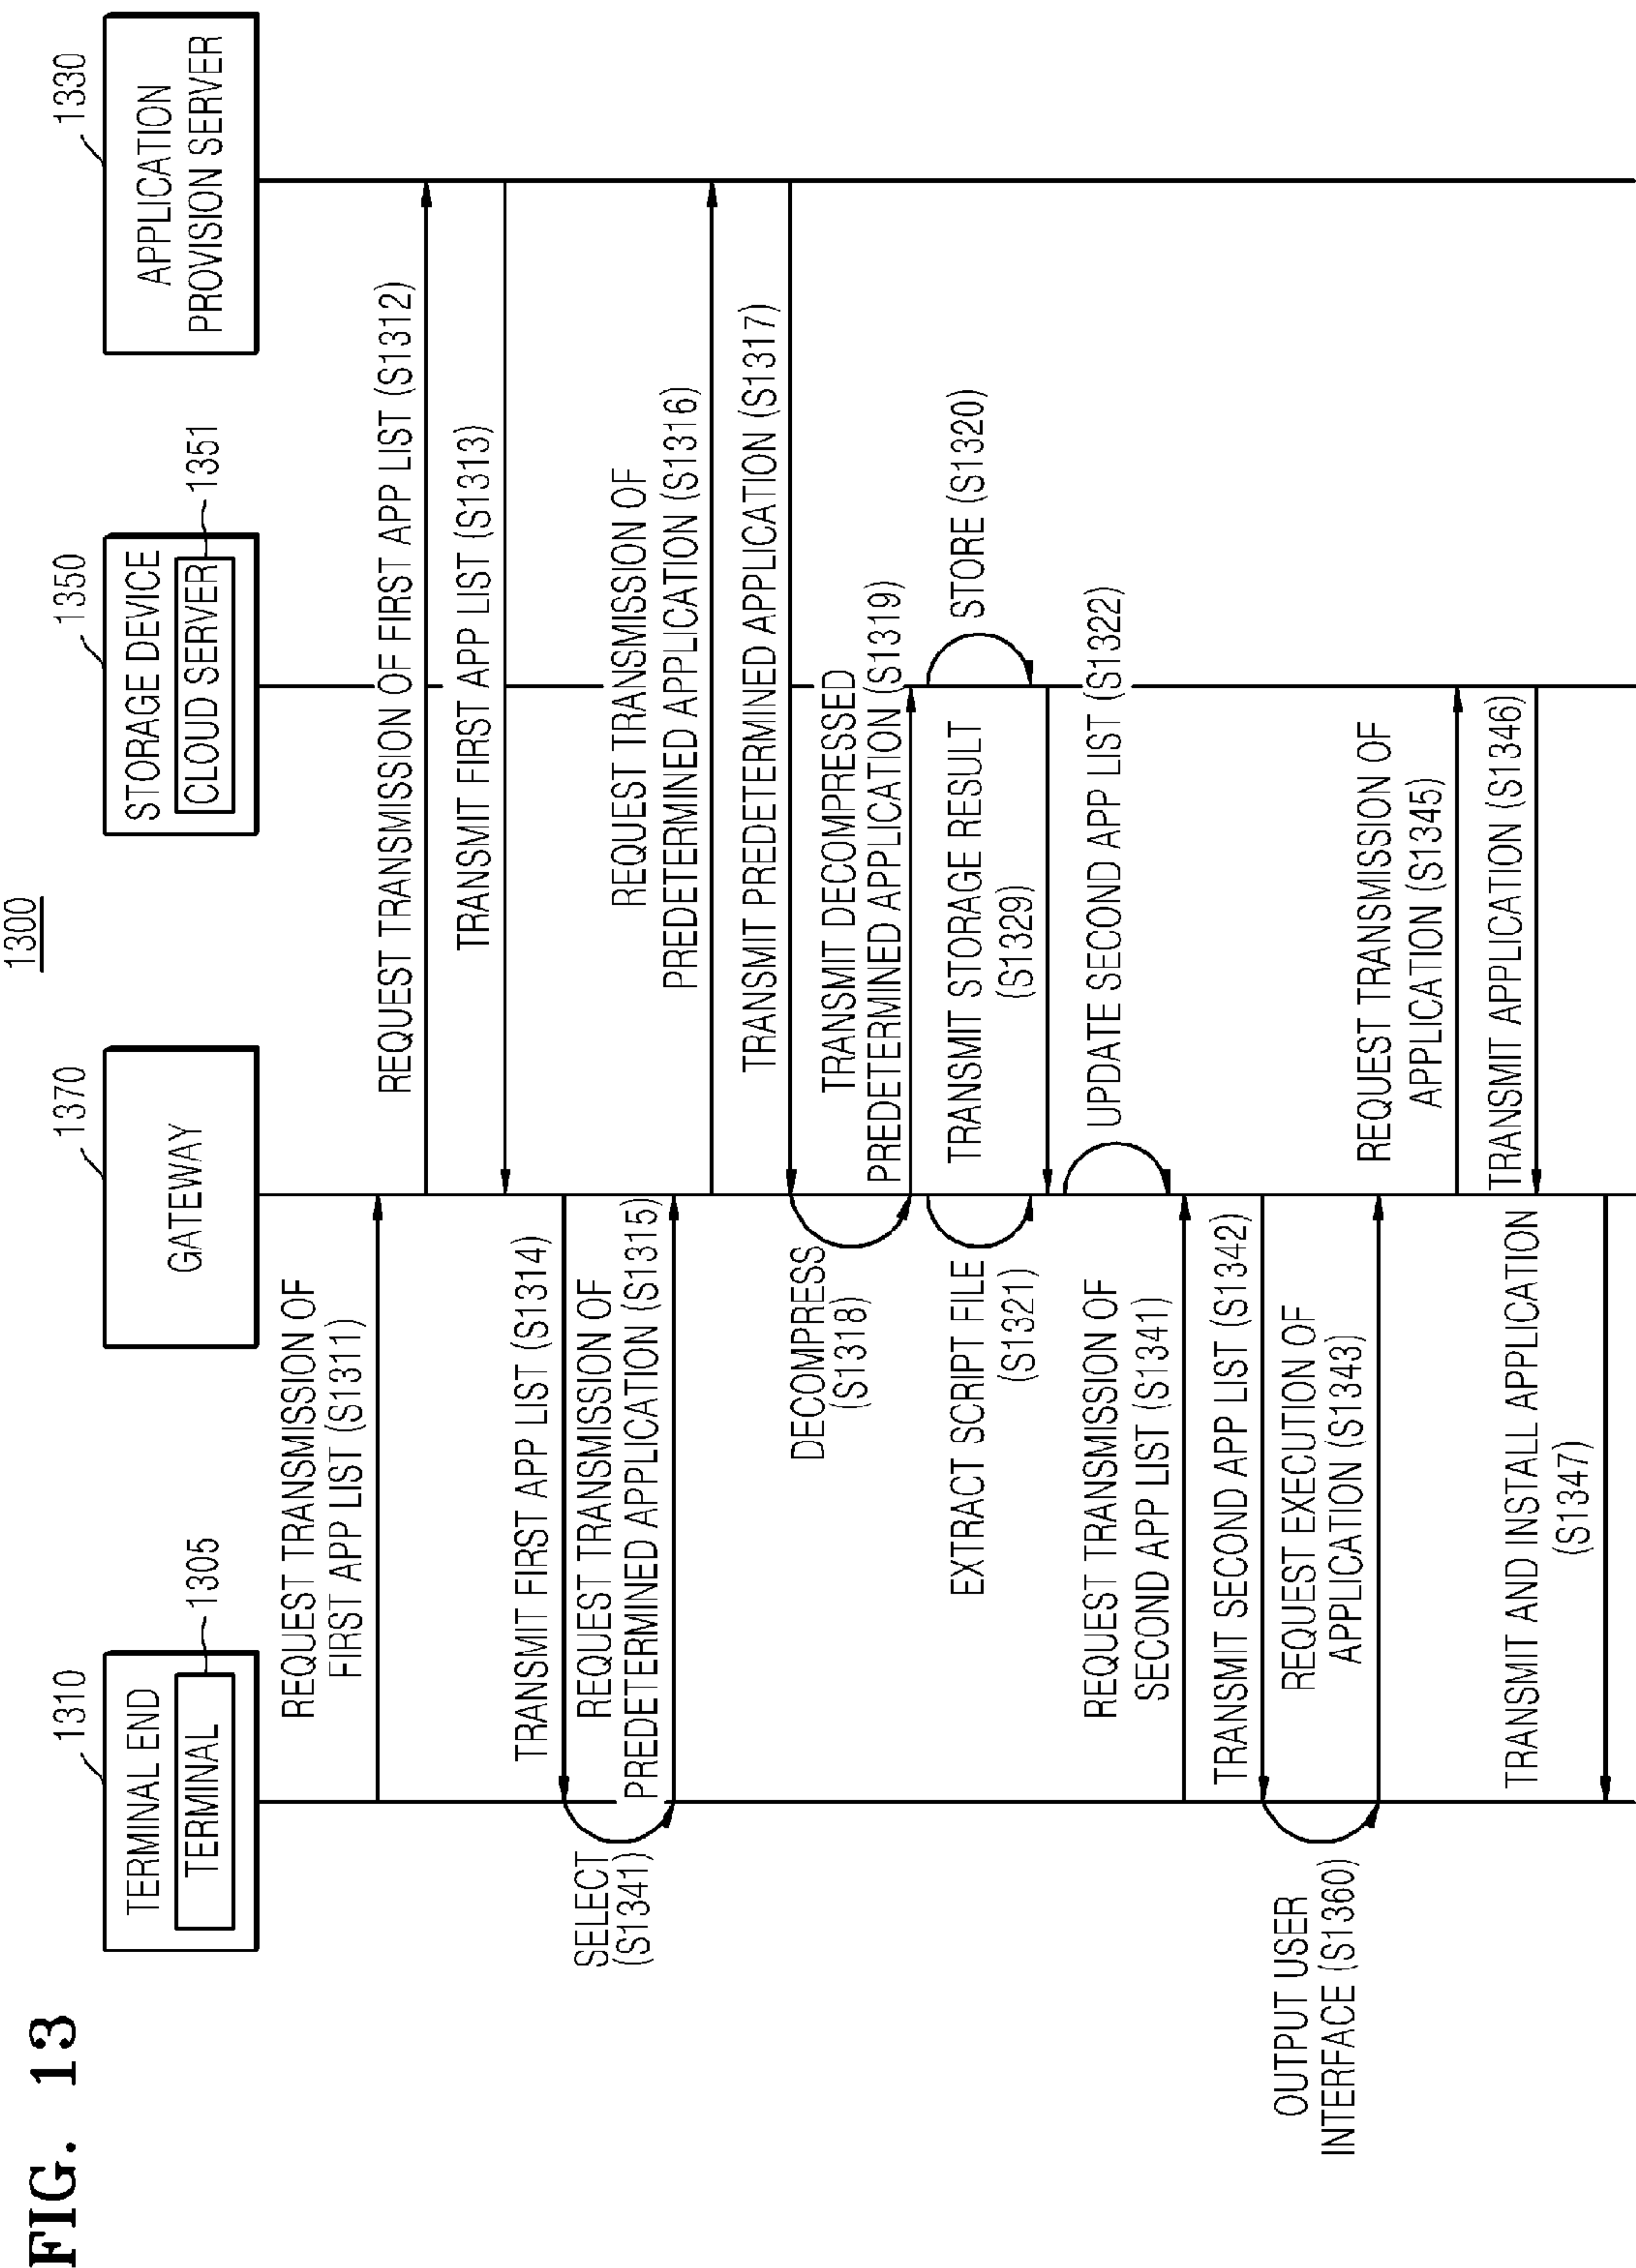 FIG. 13
1300
1310
TERMINAL END
TERMINAL
1305
1370
GATEWAY
1350
STORAGE DEVICE
CLOUD SERVER
1351
1330
APPLICATION
PROVISION SERVER
REQUEST TRANSMISSION OF
FIRST APP LIST (S1311)
REQUEST TRANSMISSION OF FIRST APP LIST (S1312)
TRANSMIT FIRST APP LIST (S1313)
TRANSMIT FIRST APP LIST (S1314)
SELECT
(S1341)
REQUEST TRANSMISSION OF
PREDETERMINED APPLICATION (S1315)
REQUEST TRANSMISSION OF
PREDETERMINED APPLICATION (S1316)
TRANSMIT PREDETERMINED APPLICATION (S1317)
DECOMPRESS
(S1318)
TRANSMIT DECOMPRESSED
PREDETERMINED APPLICATION (S1319)
STORE (S1320)
EXTRACT SCRIPT FILE
(S1321)
TRANSMIT STORAGE RESULT
(S1329)
UPDATE SECOND APP LIST (S1322)
REQUEST TRANSMISSION OF
SECOND APP LIST (S1341)
TRANSMIT SECOND APP LIST (S1342)
OUTPUT USER
INTERFACE (S1360)
REQUEST EXECUTION OF
APPLICATION (S1343)
REQUEST TRANSMISSION OF
APPLICATION (S1345)
TRANSMIT APPLICATION (S1346)
TRANSMIT AND INSTALL APPLICATION
(S1347)